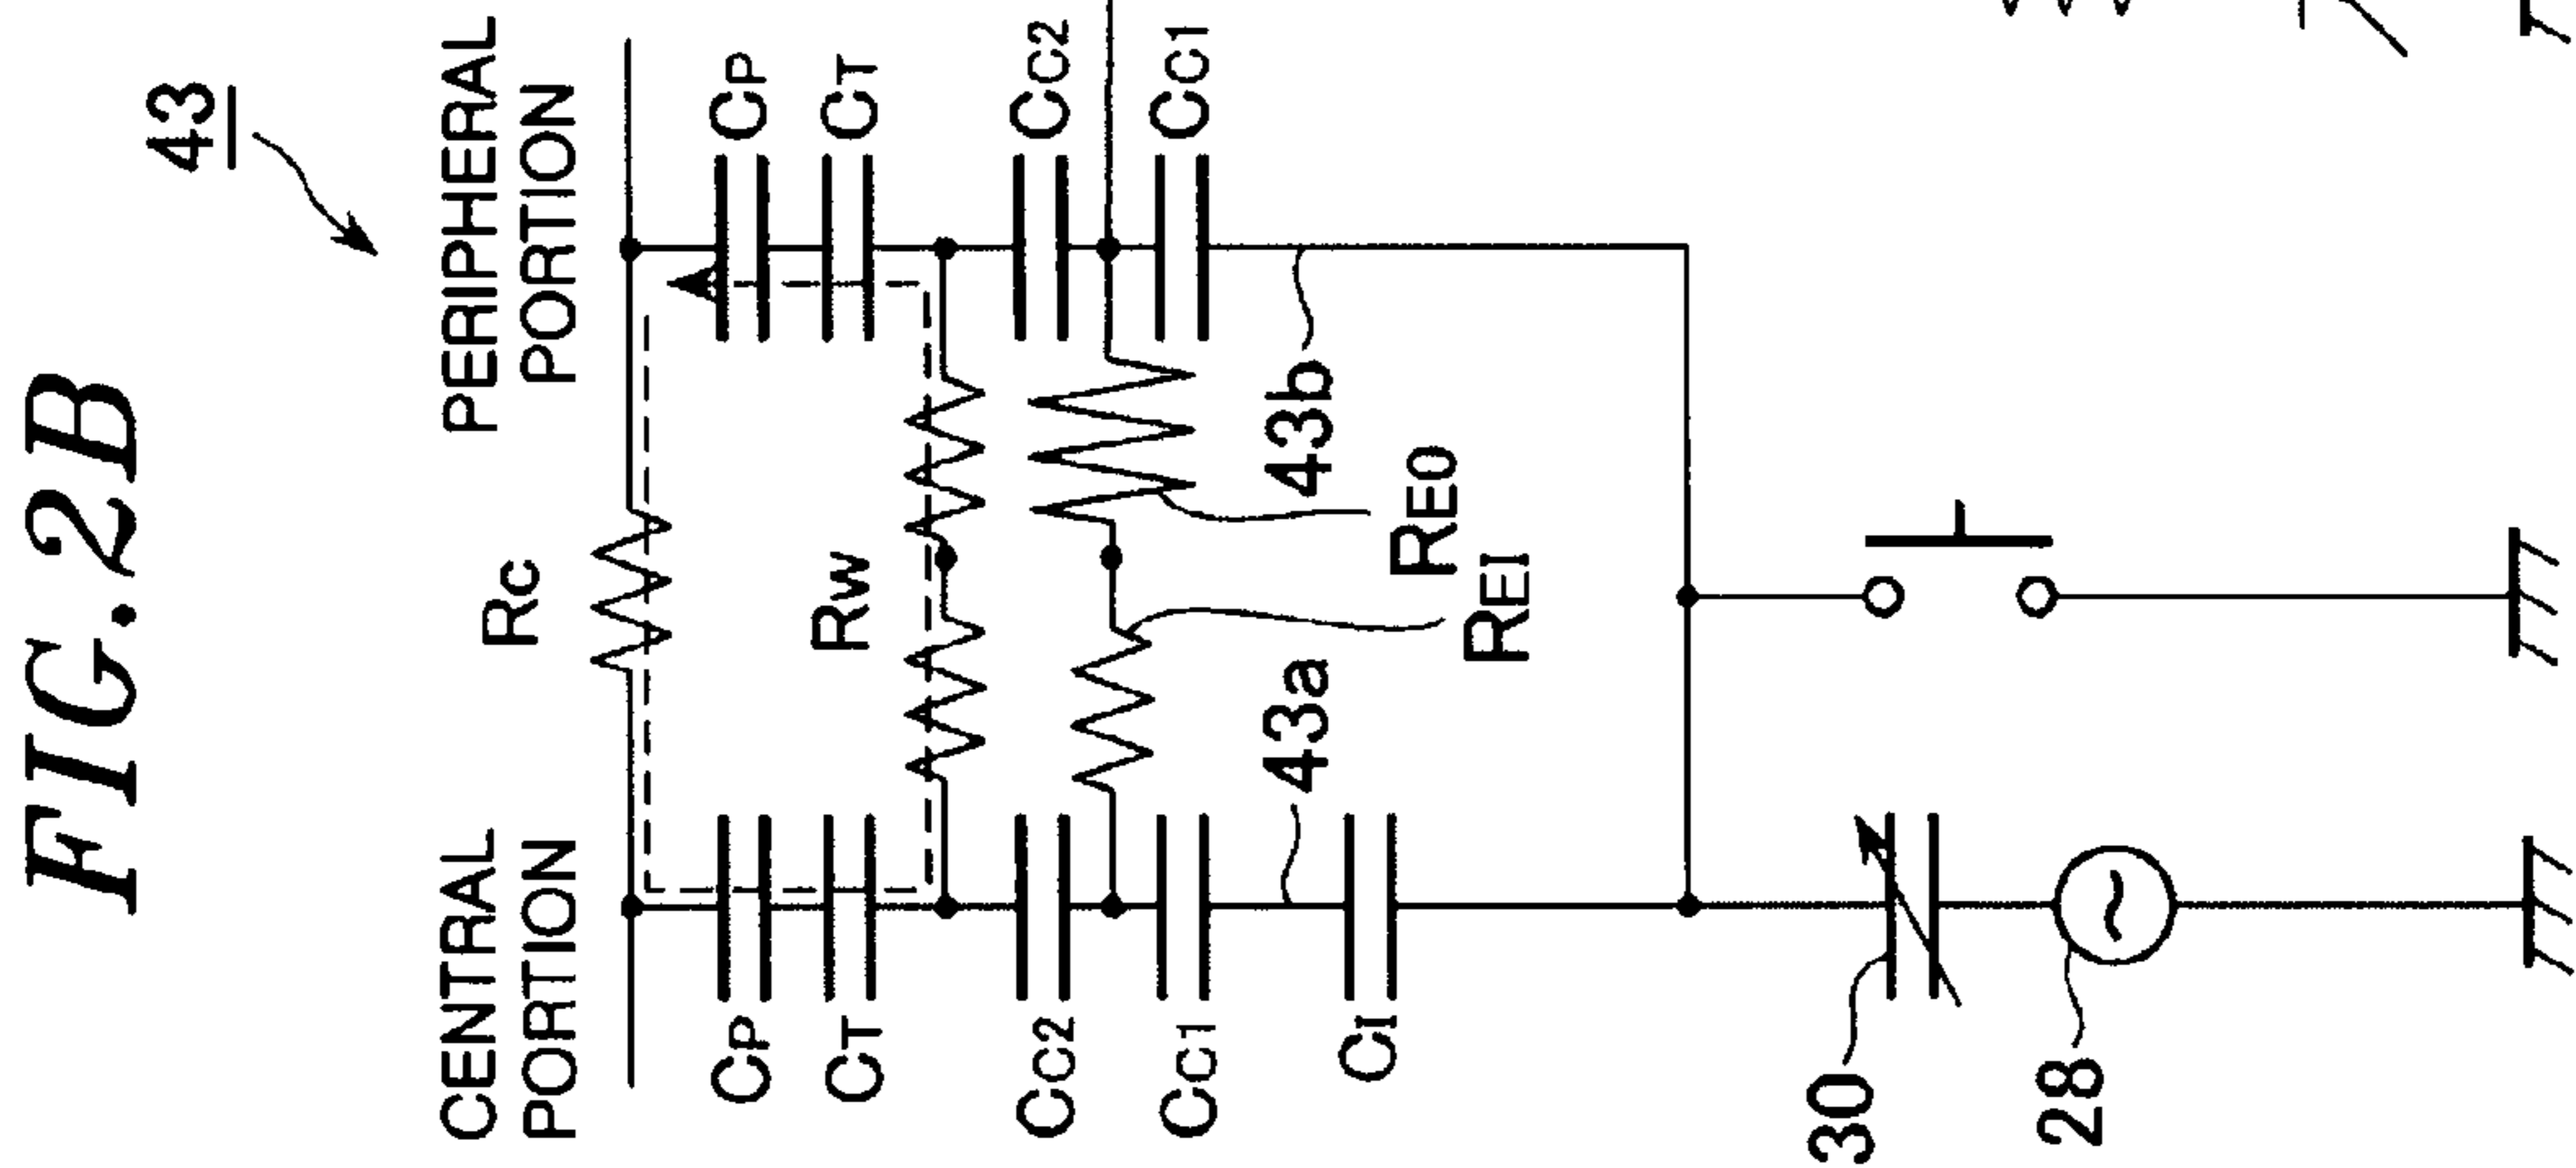 FIG. 2B
43
CENTRAL
PORTION
PERIPHERAL
PORTION
RC
CP
CP
CT
CT
RW
CC2
CC2
CC1
CC1
REO
REI
CI
43a
43b
30
28